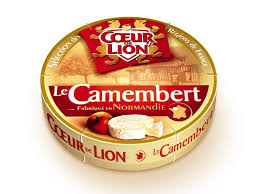 CŒUR DE LION
Sélection des Régions de France
Le Camembert
Fabriqué en NORMANDIE
CŒUR DE LION
Le Camembert